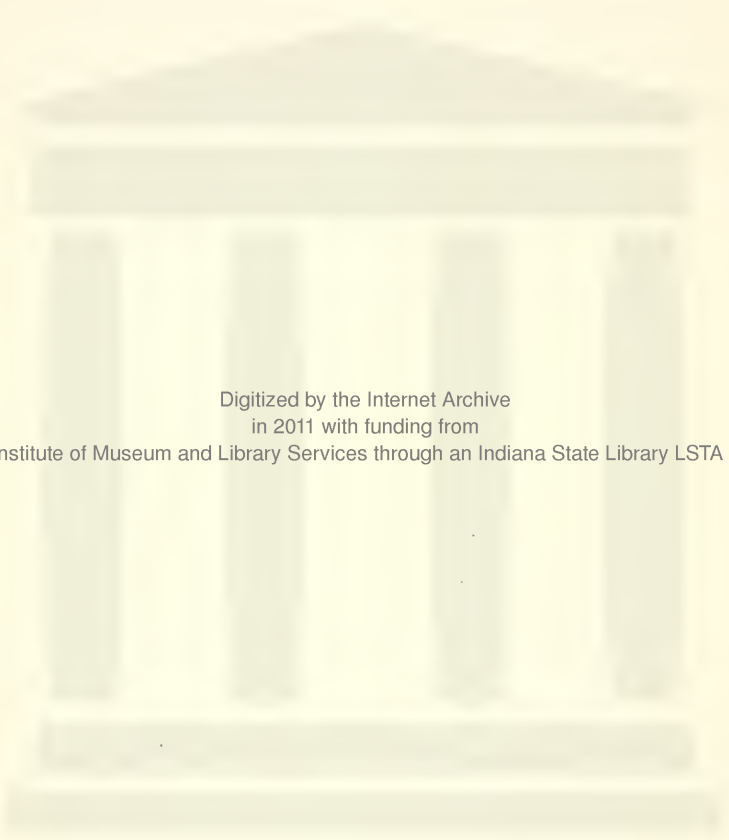 Digitized by the Internet Archive
in 2011 with funding from
nstitute of Museum and Library Services through an Indiana State Library LSTA